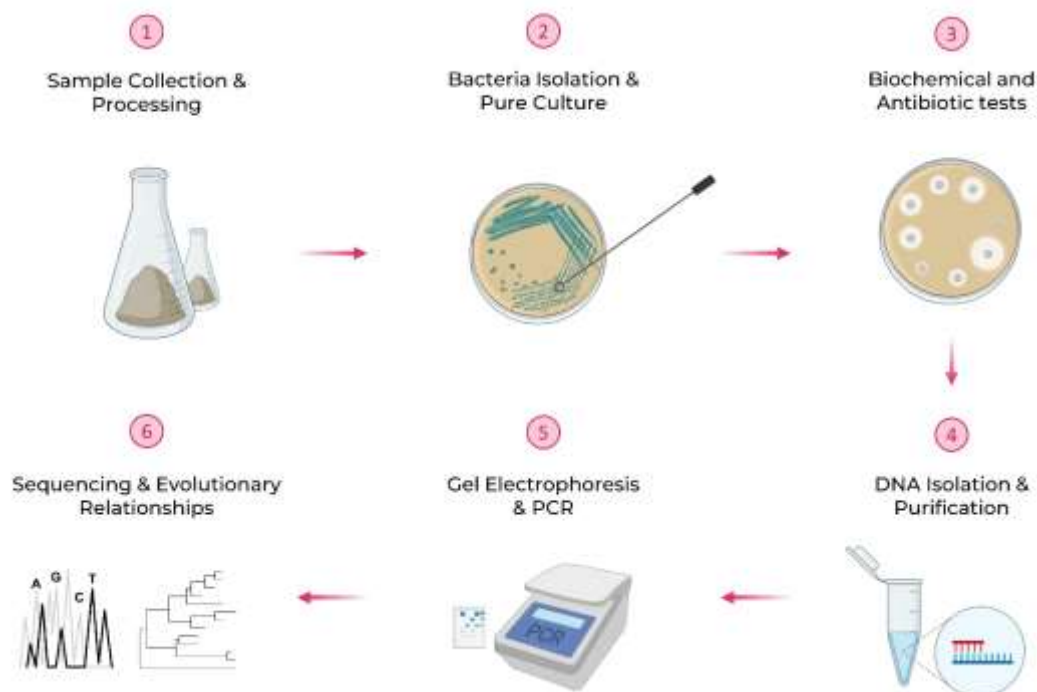 1
Sample Collection &
Processing
2
Bacteria Isolation &
Pure Culture
3
Biochemical and
Antibiotic tests
4
DNA Isolation &
Purification
5
Gel Electrophoresis
& PCR
PCR
6
Sequencing & Evolutionary
Relationships
A G C T